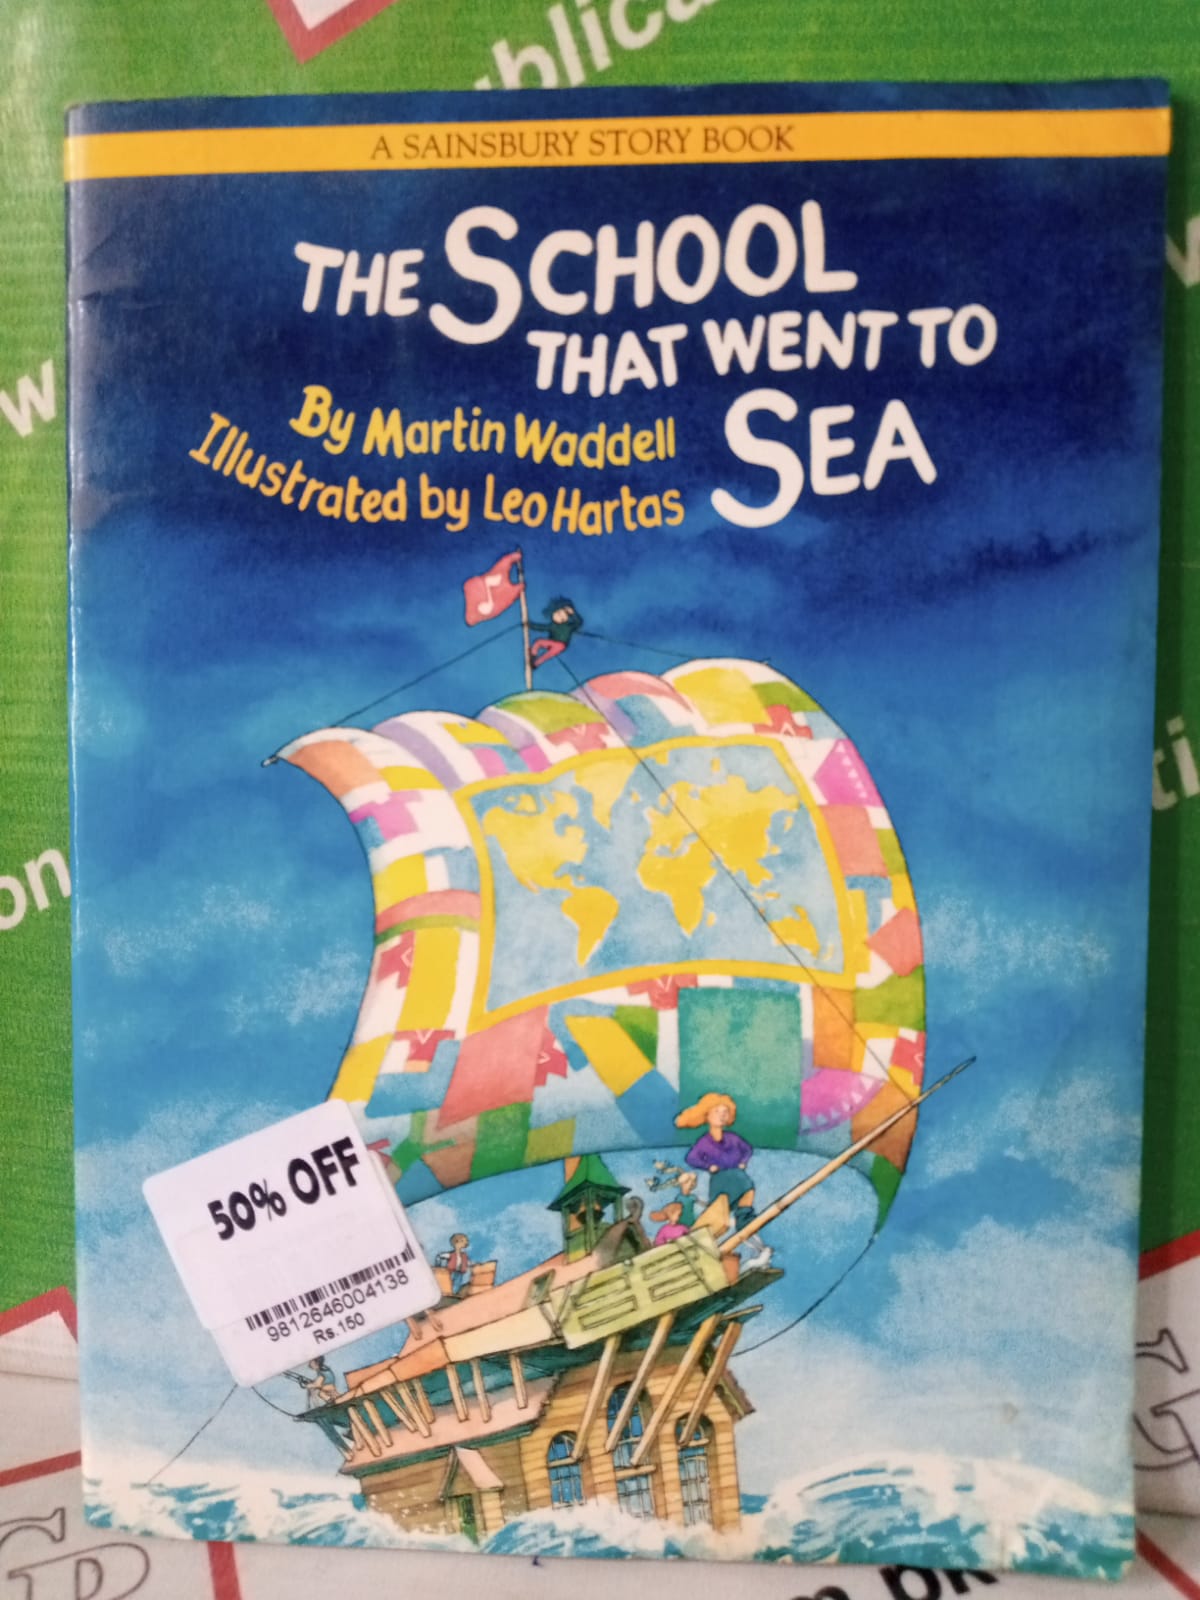 A SAINSBURY STORY BOOK
THE SCHOOL
THAT WENT TO
SEA
By Martin Waddell
Illustrated by Leo Hartas
50% OFF
9812646004138
Rs.150